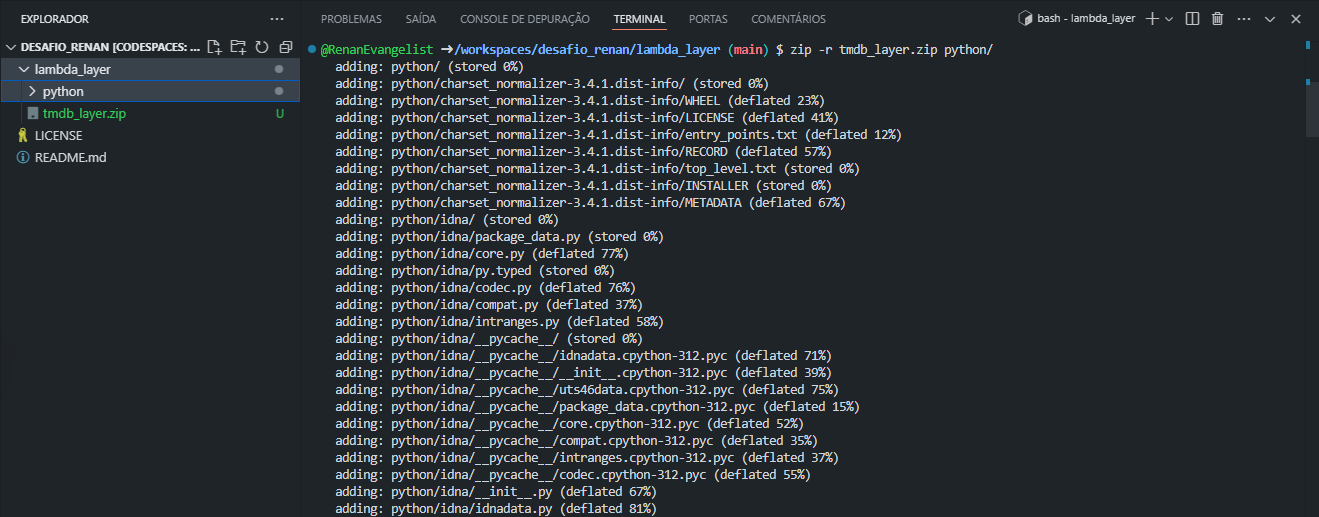 EXPLORADOR
DESAFIO_RENAN [CODESPACES: ...
lambda_layer
python
tmdb_layer.zip U
LICENSE
README.md
PROBLEMAS SAÍDA CONSOLE DE DEPURAÇÃO TERMINAL PORTAS COMENTÁRIOS bash - lambda_layer
@RenanEvangelist ➜/workspaces/desafio_renan/lambda_layer (main) $ zip -r tmdb_layer.zip python/
adding: python/ (stored 0%)
adding: python/charset_normalizer-3.4.1.dist-info/ (stored 0%)
adding: python/charset_normalizer-3.4.1.dist-info/WHEEL (deflated 23%)
adding: python/charset_normalizer-3.4.1.dist-info/LICENSE (deflated 41%)
adding: python/charset_normalizer-3.4.1.dist-info/entry_points.txt (deflated 12%)
adding: python/charset_normalizer-3.4.1.dist-info/RECORD (deflated 57%)
adding: python/charset_normalizer-3.4.1.dist-info/top_level.txt (stored 0%)
adding: python/charset_normalizer-3.4.1.dist-info/INSTALLER (stored 0%)
adding: python/charset_normalizer-3.4.1.dist-info/METADATA (deflated 67%)
adding: python/idna/ (stored 0%)
adding: python/idna/package_data.py (stored 0%)
adding: python/idna/core.py (deflated 77%)
adding: python/idna/py.typed (stored 0%)
adding: python/idna/codec.py (deflated 76%)
adding: python/idna/compat.py (deflated 37%)
adding: python/idna/intranges.py (deflated 58%)
adding: python/idna/__pycache__/ (stored 0%)
adding: python/idna/__pycache__/idnadata.cpython-312.pyc (deflated 71%)
adding: python/idna/__pycache__/__init__.cpython-312.pyc (deflated 39%)
adding: python/idna/__pycache__/uts46data.cpython-312.pyc (deflated 75%)
adding: python/idna/__pycache__/package_data.cpython-312.pyc (deflated 15%)
adding: python/idna/__pycache__/core.cpython-312.pyc (deflated 52%)
adding: python/idna/__pycache__/compat.cpython-312.pyc (deflated 35%)
adding: python/idna/__pycache__/intranges.cpython-312.pyc (deflated 37%)
adding: python/idna/__pycache__/codec.cpython-312.pyc (deflated 55%)
adding: python/idna/__init__.py (deflated 67%)
adding: python/idna/idnadata.py (deflated 81%)